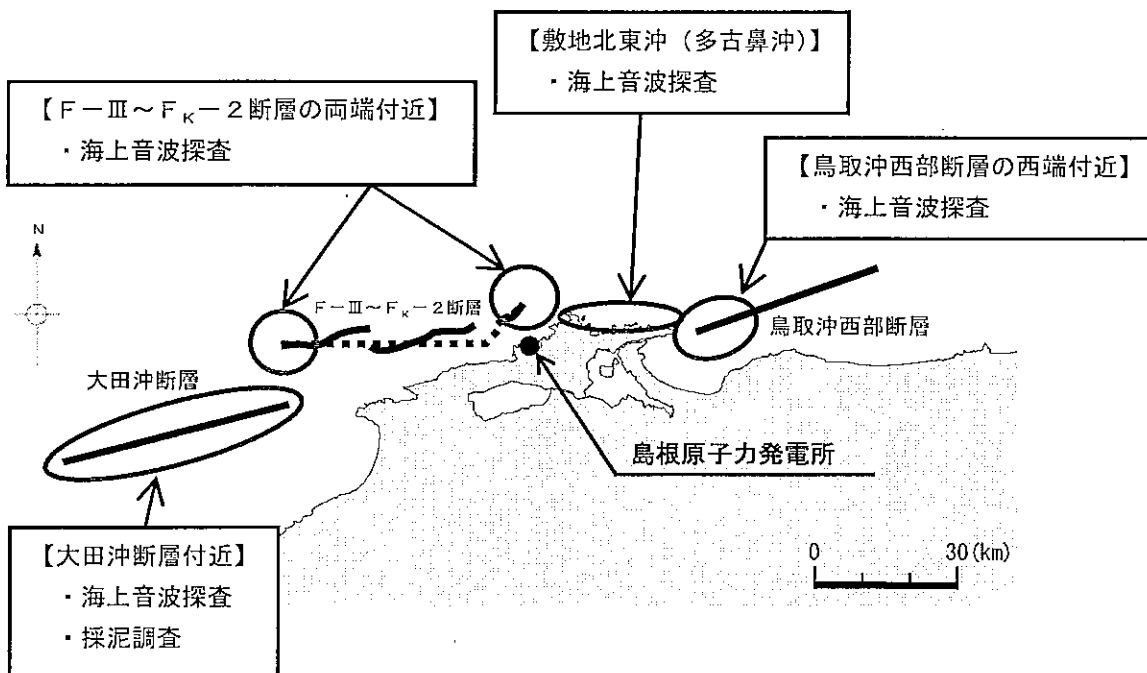 【敷地北東沖（多古鼻沖）】
・海上音波探査
【Ｆ－Ⅲ～Ｆ_K－２断層の両端付近】
・海上音波探査
【鳥取沖西部断層の西端付近】
・海上音波探査
N
Ｆ－Ⅲ～Ｆ_K－２断層
鳥取沖西部断層
大田沖断層
島根原子力発電所
【大田沖断層付近】
・海上音波探査
・採泥調査
0 30(km)